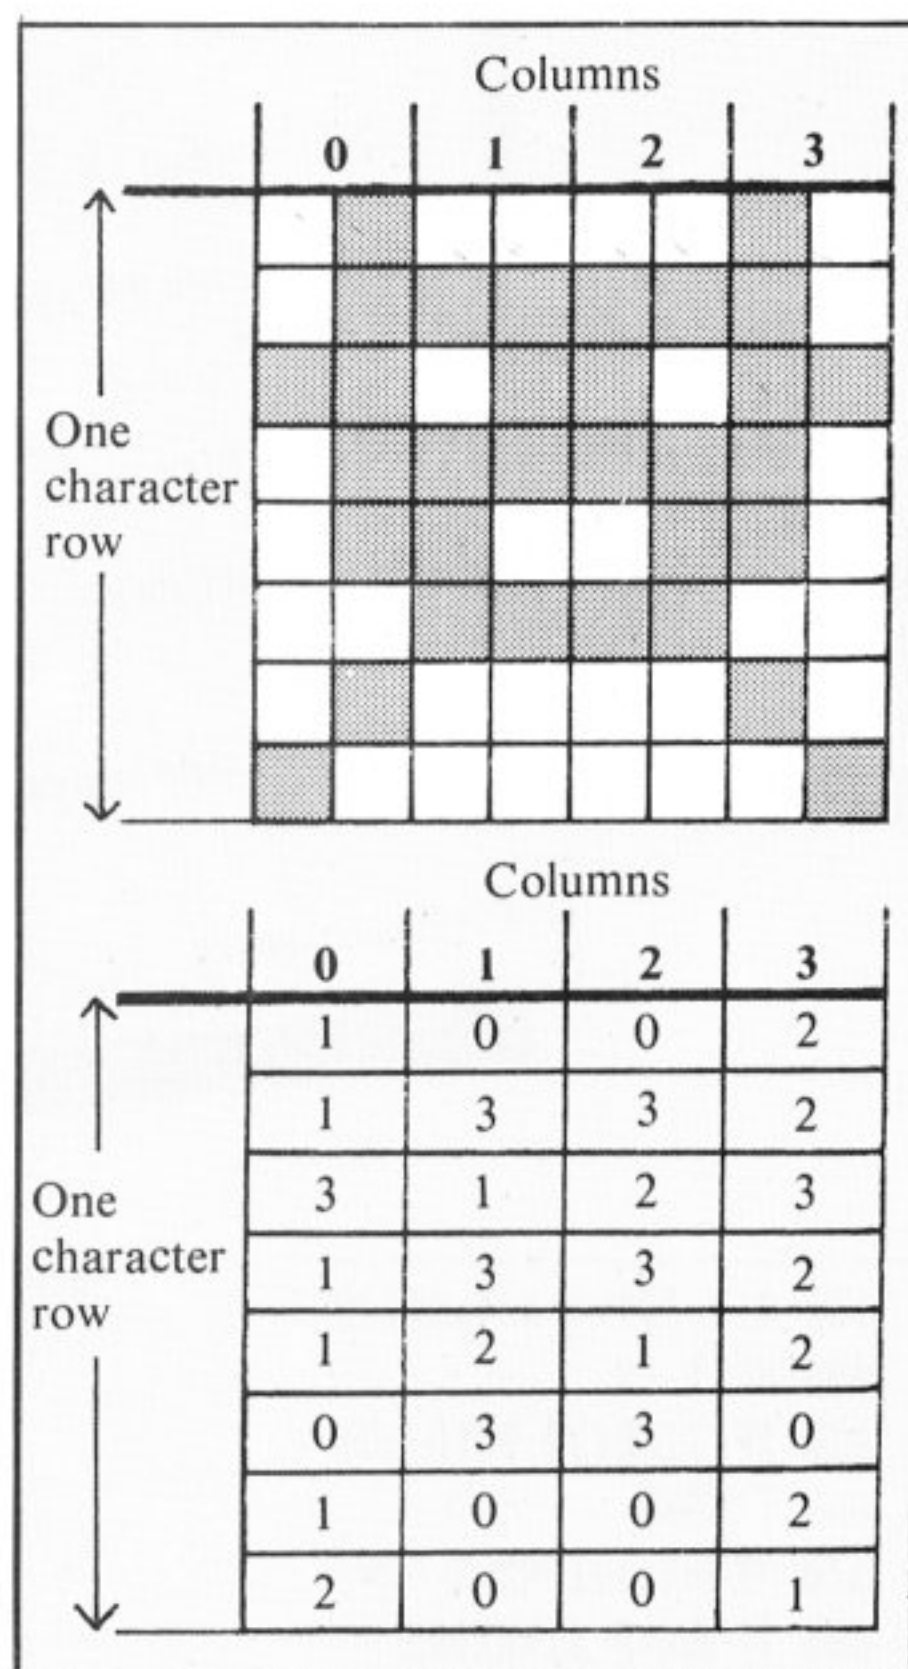 Columns
0 1 2 3
One
character
row
Columns
0 1 2 3
1 0 0 2
1 3 3 2
3 1 2 3
1 3 3 2
1 2 1 2
0 3 3 0
1 0 0 2
2 0 0 1
One
character
row